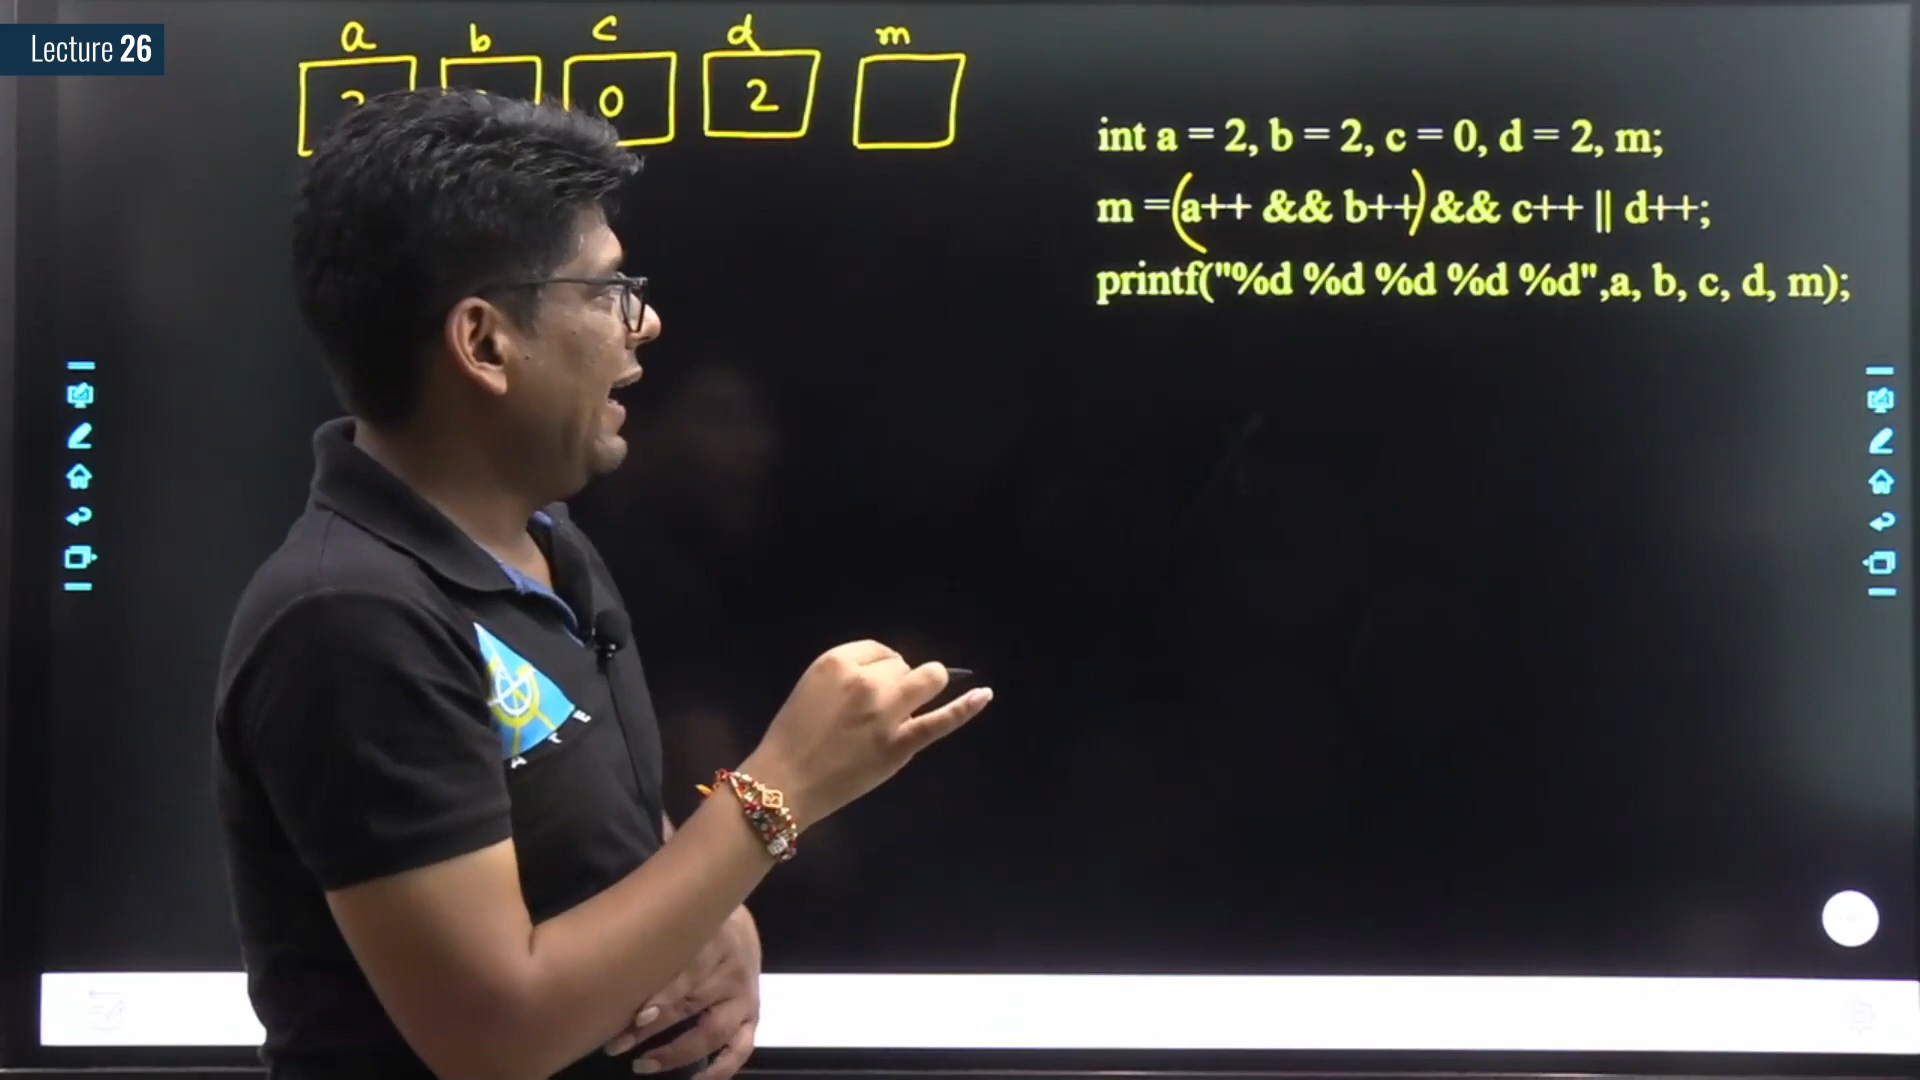 Lecture 26
a b c d m
0 2
int a = 2, b = 2, c = 0, d = 2, m;
m =(a++ && b++) && c++ || d++;
printf("%d %d %d %d %d",a, b, c, d, m);